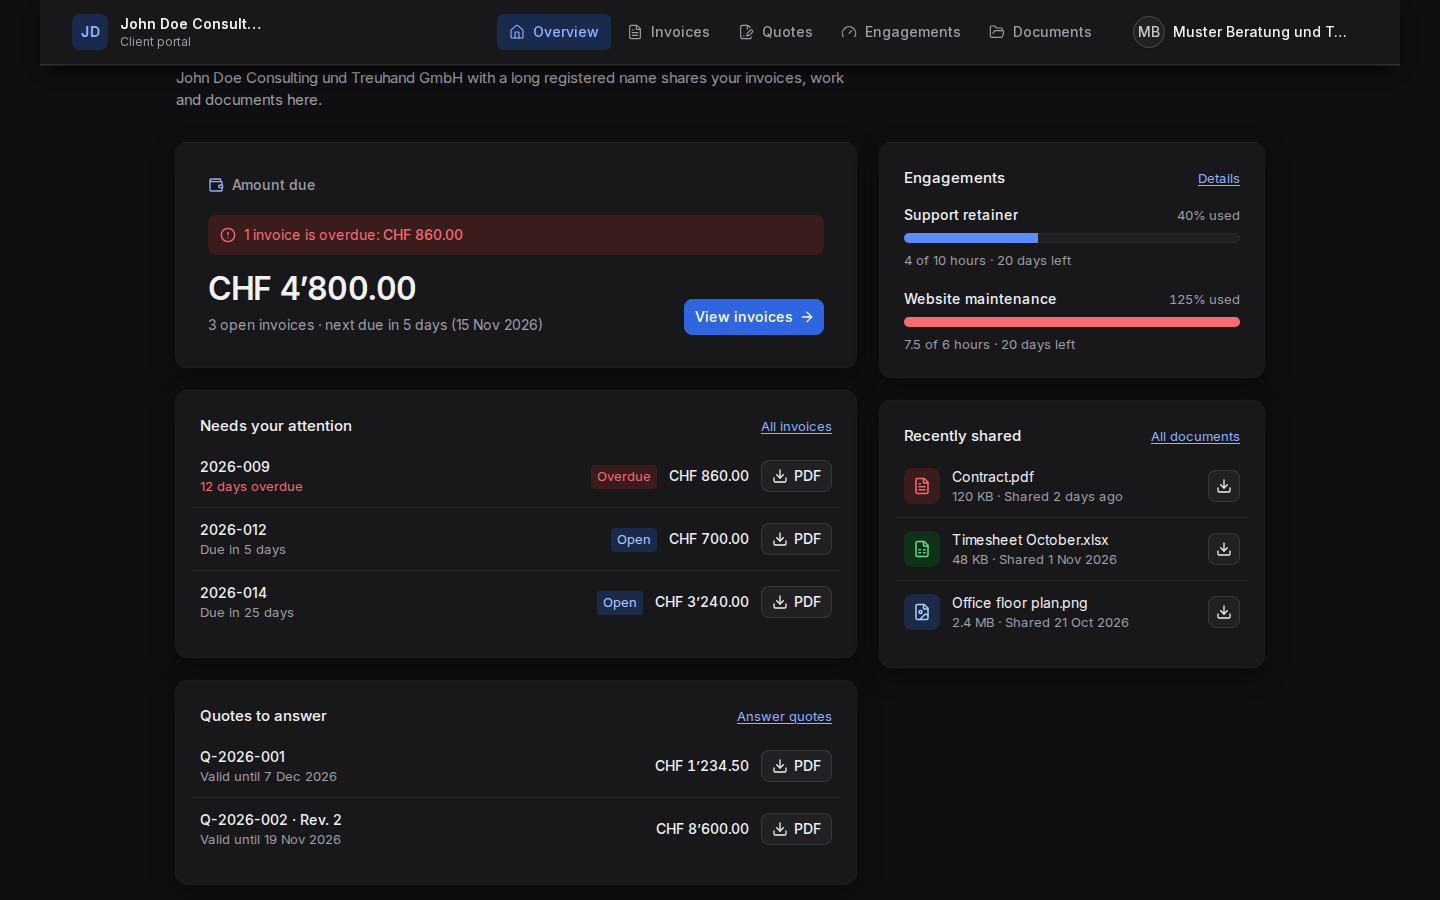 JD
John Doe Consult...
Client portal
Overview
Invoices
Quotes
Engagements
Documents
MB
Muster Beratung und T...
John Doe Consulting und Treuhand GmbH with a long registered name shares your invoices, work
and documents here.
Amount due
1 invoice is overdue: CHF 860.00
CHF 4’800.00
3 open invoices · next due in 5 days (15 Nov 2026)
View invoices
Needs your attention
All invoices
2026-009
12 days overdue
Overdue
CHF 860.00
PDF
2026-012
Due in 5 days
Open
CHF 700.00
PDF
2026-014
Due in 25 days
Open
CHF 3’240.00
PDF
Quotes to answer
Answer quotes
Q-2026-001
Valid until 7 Dec 2026
CHF 1’234.50
PDF
Q-2026-002 · Rev. 2
Valid until 19 Nov 2026
CHF 8’600.00
PDF
Engagements
Details
Support retainer
40% used
4 of 10 hours · 20 days left
Website maintenance
125% used
7.5 of 6 hours · 20 days left
Recently shared
All documents
Contract.pdf
120 KB · Shared 2 days ago
Timesheet October.xlsx
48 KB · Shared 1 Nov 2026
Office floor plan.png
2.4 MB · Shared 21 Oct 2026